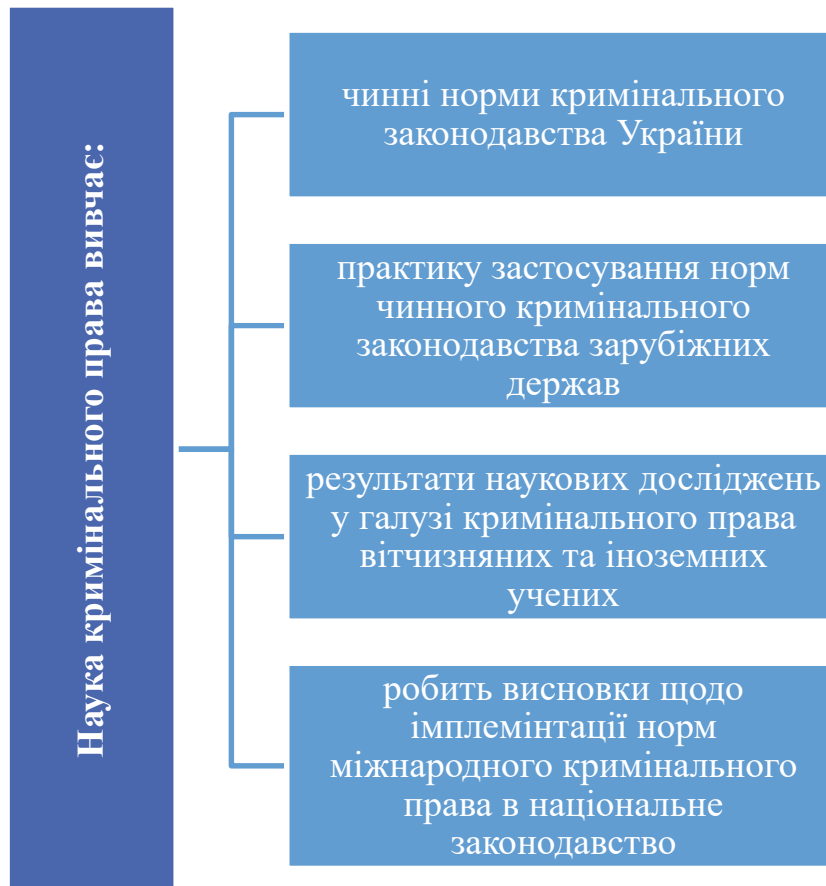 Наука кримінального права вивчає:
чинні норми кримінального
законодавства України
практику застосування норм
чинного кримінального
законодавства зарубіжних
держав
результати наукових досліджень
у галузі кримінального права
вітчизняних та іноземних
учених
робить висновки щодо
імплемінтації норм
міжнародного кримінального
права в національне
законодавство